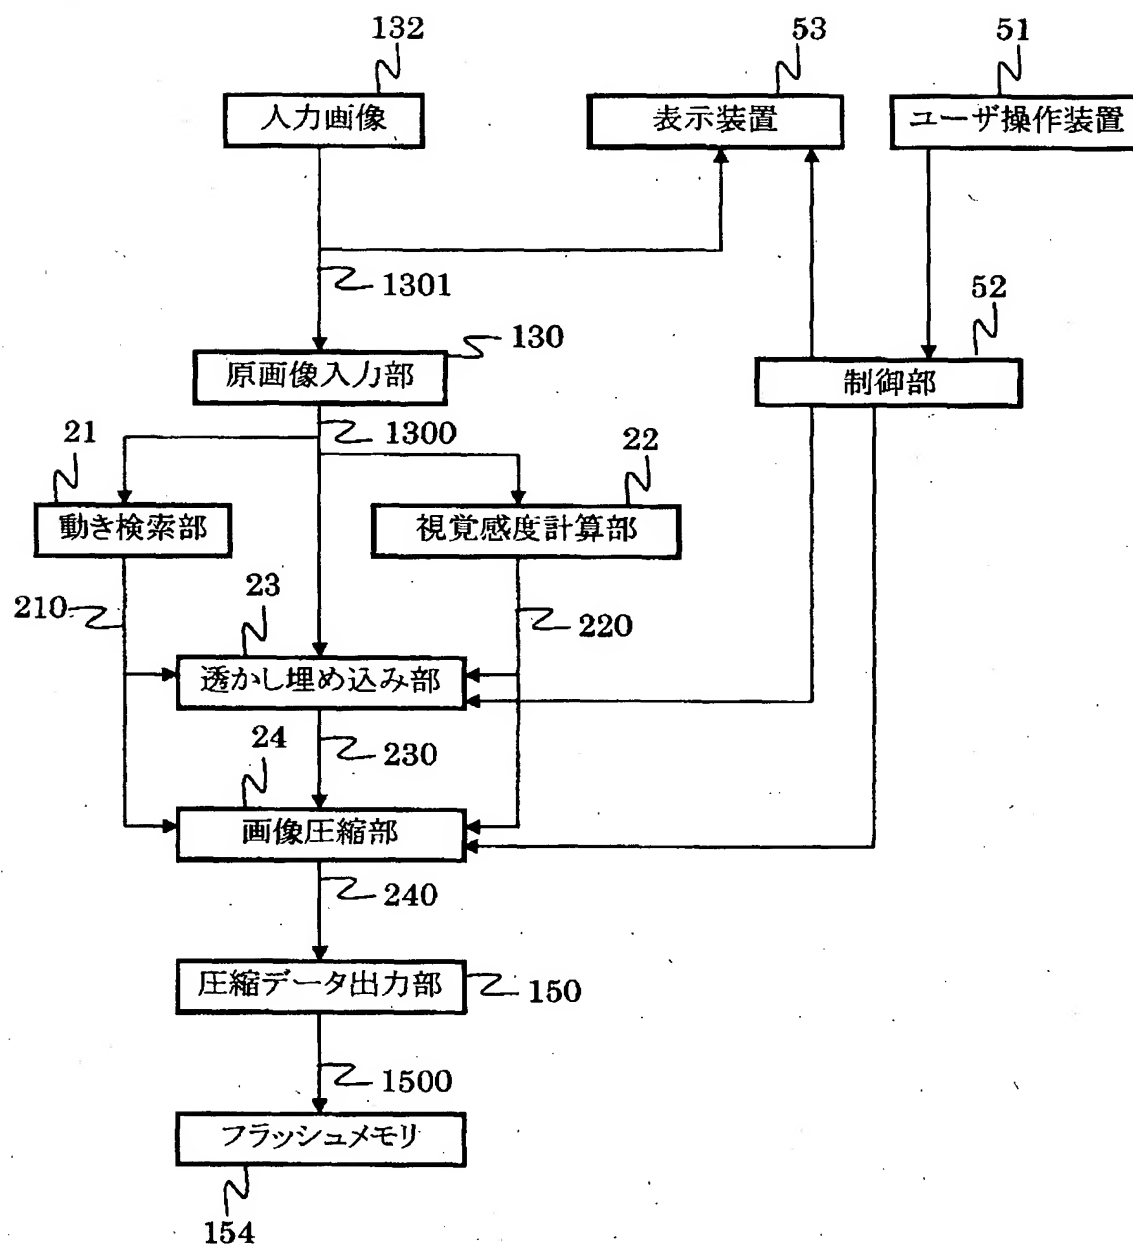 132
53
51
入力画像
表示装置
ユーザ操作装置
1301
52
130
原画像入力部
制御部
1300
21
22
動き検索部
視覚感度計算部
210
23
220
透かし埋め込み部
24
230
画像圧縮部
240
圧縮データ出力部
150
1500
フラッシュメモリ
154